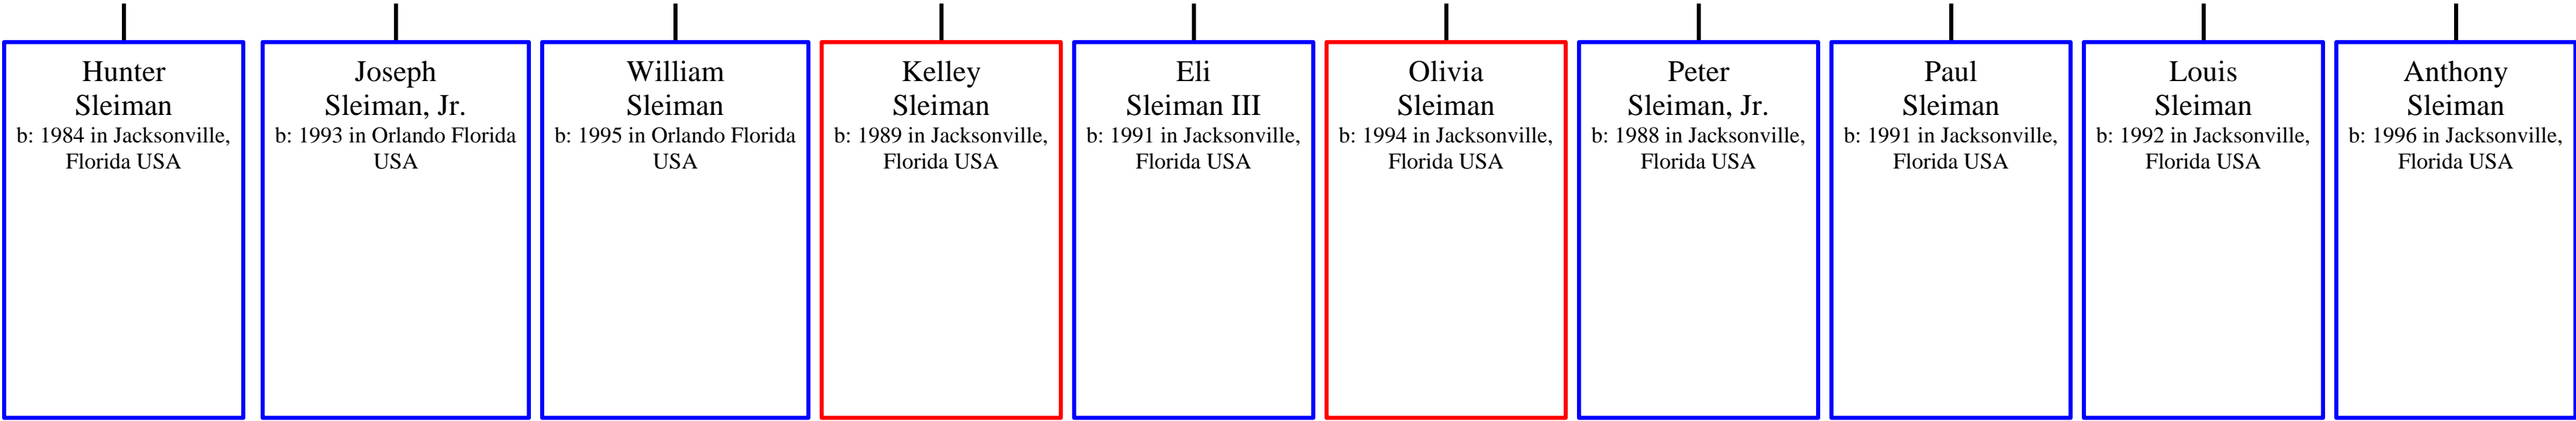 Hunter
Sleiman
b: 1984 in Jacksonville,
Florida USA
Joseph
Sleiman, Jr.
b: 1993 in Orlando Florida
USA
William
Sleiman
b: 1995 in Orlando Florida
USA
Kelley
Sleiman
b: 1989 in Jacksonville,
Florida USA
Eli
Sleiman III
b: 1991 in Jacksonville,
Florida USA
Olivia
Sleiman
b: 1994 in Jacksonville,
Florida USA
Peter
Sleiman, Jr.
b: 1988 in Jacksonville,
Florida USA
Paul
Sleiman
b: 1991 in Jacksonville,
Florida USA
Louis
Sleiman
b: 1992 in Jacksonville,
Florida USA
Anthony
Sleiman
b: 1996 in Jacksonville,
Florida USA